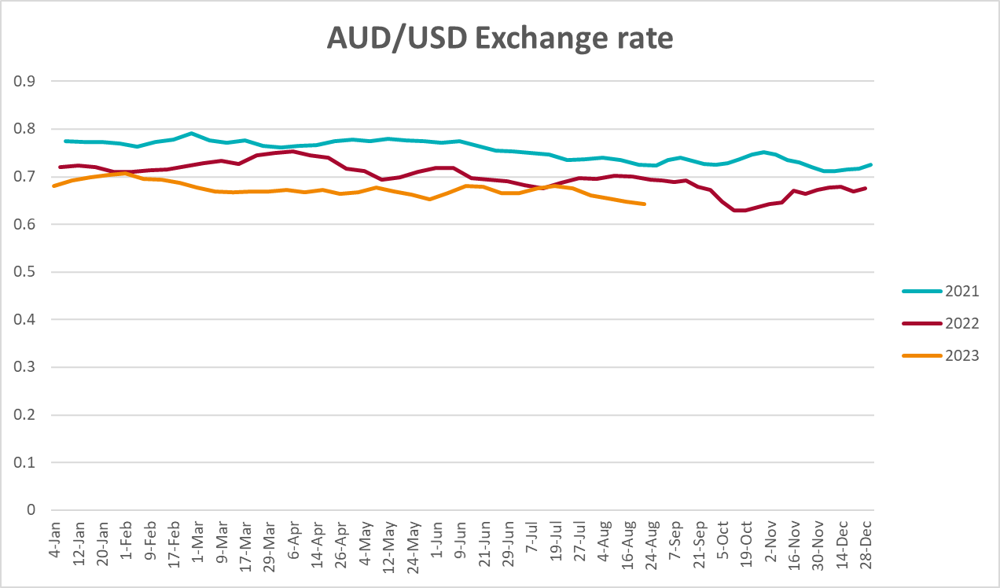 AUD/USD Exchange rate
0.9
0.8
0.7
0.6
0.5
0.4
0.3
0.2
0.1
0
4-Jan
12-Jan
20-Jan
1-Feb
9-Feb
17-Feb
1-Mar
9-Mar
17-Mar
29-Mar
6-Apr
14-Apr
26-Apr
4-May
12-May
24-May
1-Jun
9-Jun
21-Jun
29-Jun
7-Jul
19-Jul
27-Jul
4-Aug
16-Aug
24-Aug
7-Sep
21-Sep
5-Oct
19-Oct
2-Nov
16-Nov
30-Nov
14-Dec
28-Dec
2021
2022
2023